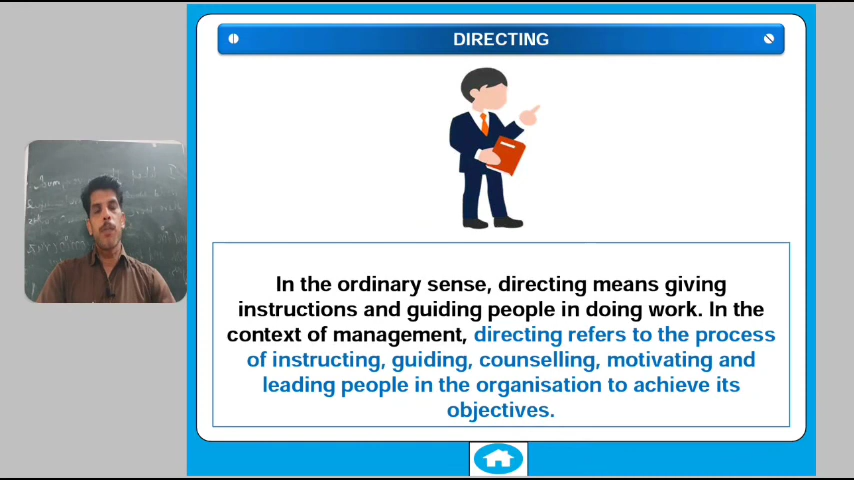 DIRECTING
In the ordinary sense, directing means giving
instructions and guiding people in doing work. In the
context of management, directing refers to the process
of instructing, guiding, counselling, motivating and
leading people in the organisation to achieve its
objectives.